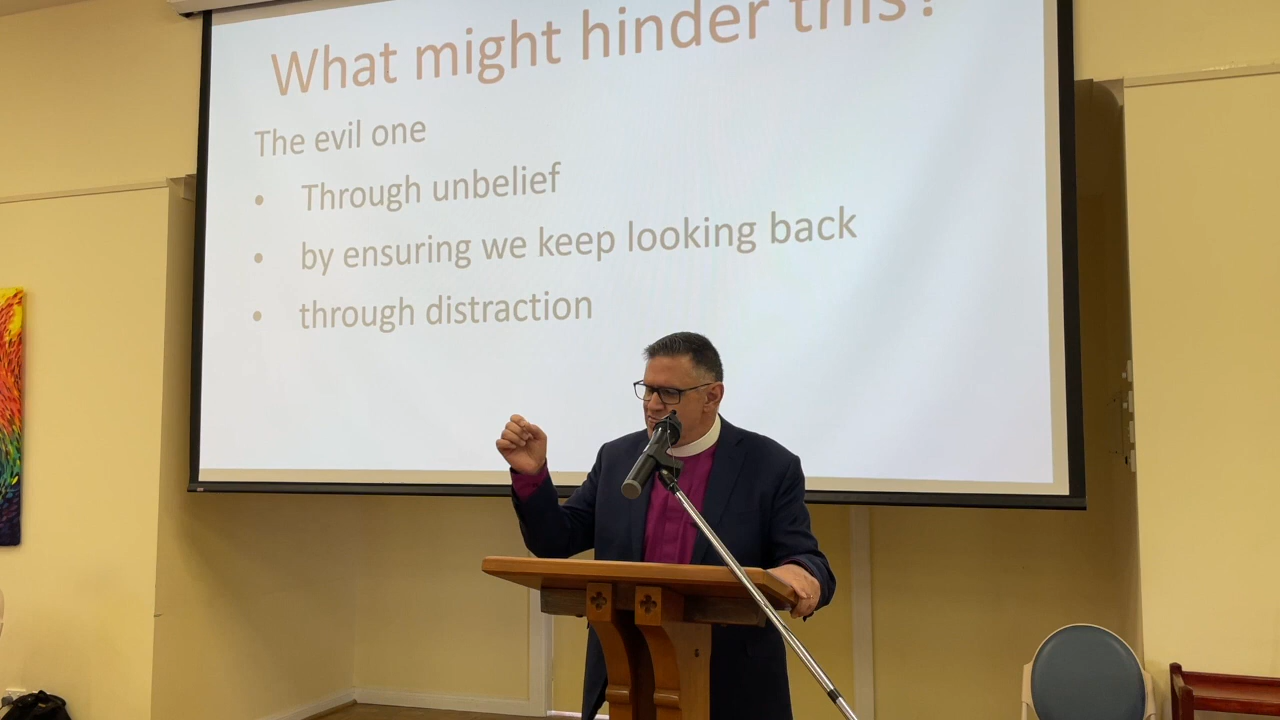 What might hinder this?
The evil one
• Through unbelief
• by ensuring we keep looking back
• through distraction